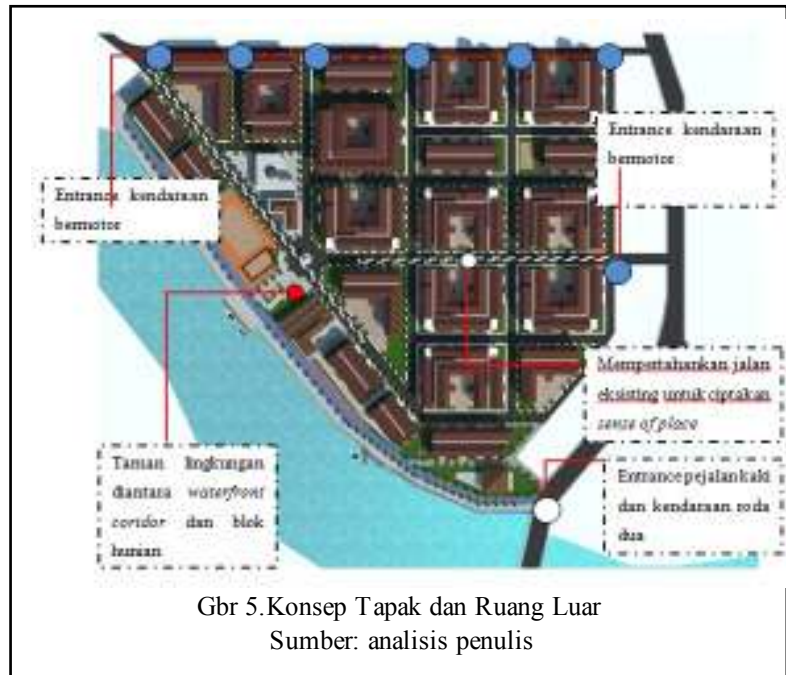 Entrance kendaraan
bermotor
Entrance kendaraan
bermotor
Mempertahankan jalan
eksisting untuk ciptakan
sense of place
Taman lingkungan
diantara waterfront
coridor dan blok
hunian
Entrance pejalan kaki
dan kendaraan roda
dua
Gbr 5.Konsep Tapak dan Ruang Luar
Sumber: analisis penulis